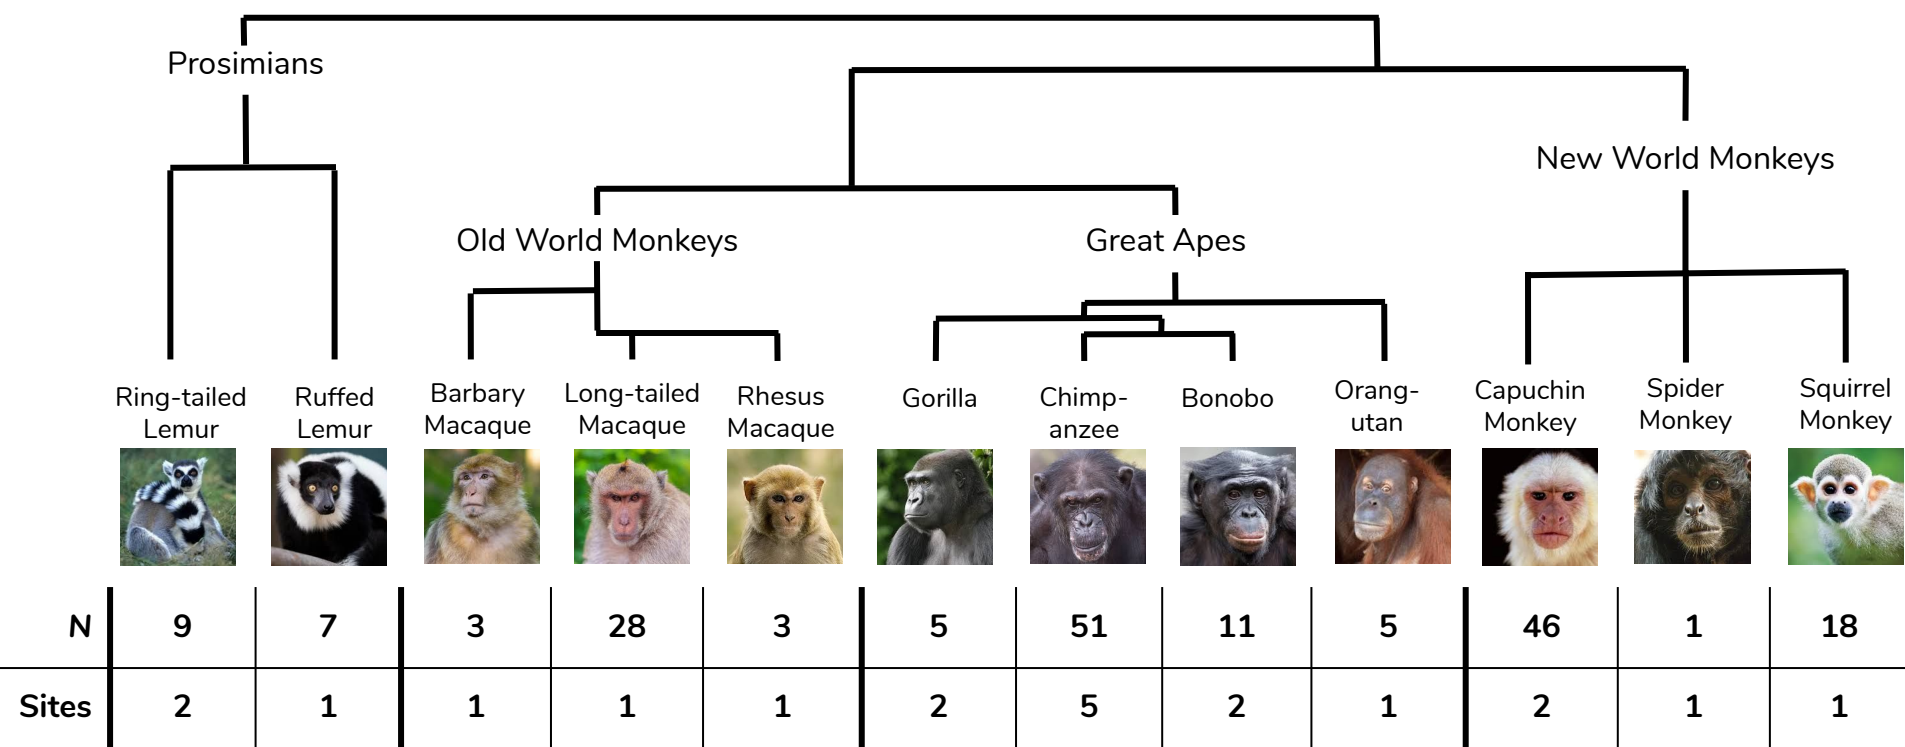 Prosimians
New World Monkeys
Old World Monkeys
Great Apes
Ring-tailed
Lemur
Ruffed
Lemur
Barbary
Macaque
Long-tailed
Macaque
Rhesus
Macaque
Gorilla
Chimp-
anzee
Bonobo
Orang-
utan
Capuchin
Monkey
Spider
Monkey
Squirrel
Monkey
N 9 7 3 28 3 5 51 11 5 46 1 18
Sites 2 1 1 1 1 2 5 2 1 2 1 1